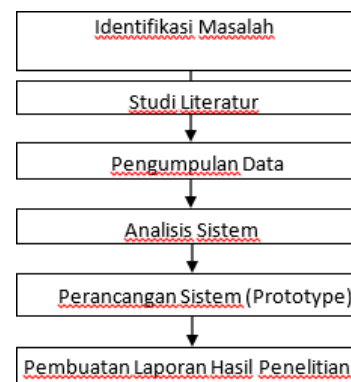 Identifikasi Masalah
Studi Literatur
Pengumpulan Data
Analisis Sistem
Perancangan Sistem (Prototype)
Pembuatan Laporan Hasil Penelitian